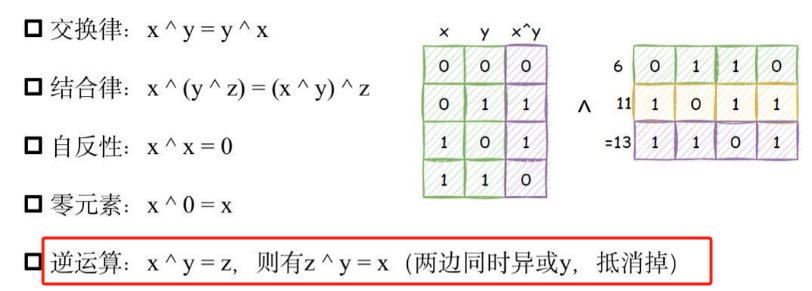 交换律：x ^ y = y ^ x
结合律：x ^ (y ^ z) = (x ^ y) ^ z
自反性：x ^ x = 0
零元素：x ^ 0 = x
逆运算：x ^ y = z，则有z ^ y = x（两边同时异或y，抵消掉）
x y x^y
0 0 0
0 1 1
1 0 1
1 1 0
6 0 1 1 0
^ 11 1 0 1 1
=13 1 1 0 1